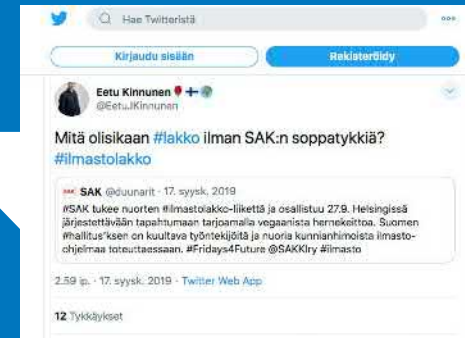 Hae Twitteristä
Kirjaudu sisään
Rekisteröidy
Eetu Kinnunen
@EetuJKinnunen
Mitä olisikaan #lakko ilman SAK:n soppatykkiä?
#ilmastolakko
SAK @duunarit · 17. syysk. 2019
#SAK tukee nuorten #ilmastolakko-liikettä ja osallistuu 27.9. Helsingissä
järjestettävään tapahtumaan tarjoamalla vegaanista hernekeittoa. Suomen
#hallitus'ksen on kuultava työntekijöitä ja nuoria kunnianhimoista ilmasto-
ohjelmaa toteuttaessaan. #Fridays4Future @SAKKIry #ilmasto
2.59 ip. · 17. syysk. 2019 · Twitter Web App
12 Tykkäykset